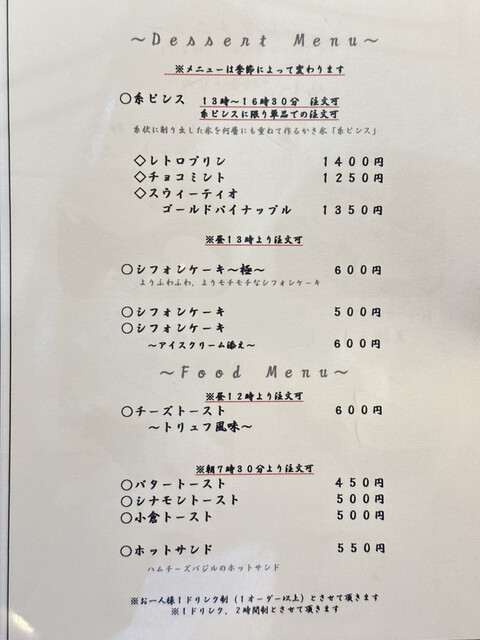 ～Dessert Menu～
※メニューは季節によって変わります
○糸ピンス 13時～16時30分 注文可
糸ピンスに限り単品での注文可
糸状に削り出した氷を何層にも重ねて作るかき氷「糸ピンス」
◇レトロプリン 1400円
◇チョコミント 1250円
◇スウィーティオ
ゴールドパイナップル 1350円
※昼13時より注文可
○シフォンケーキ～極～ 600円
よりふわふわ、よりモチモチなシフォンケーキ
○シフォンケーキ 500円
○シフォンケーキ
～アイスクリーム添え～ 600円
～Food Menu～
※昼12時より注文可
○チーズトースト 600円
～トリュフ風味～
※朝7時30分より注文可
○バタートースト 450円
○シナモントースト 500円
○小倉トースト 500円
○ホットサンド 550円
ハムチーズバジルのホットサンド
※お一人様1ドリンク制（1オーダー以上）とさせて頂きます
※1ドリンク、2時間制とさせて頂きます